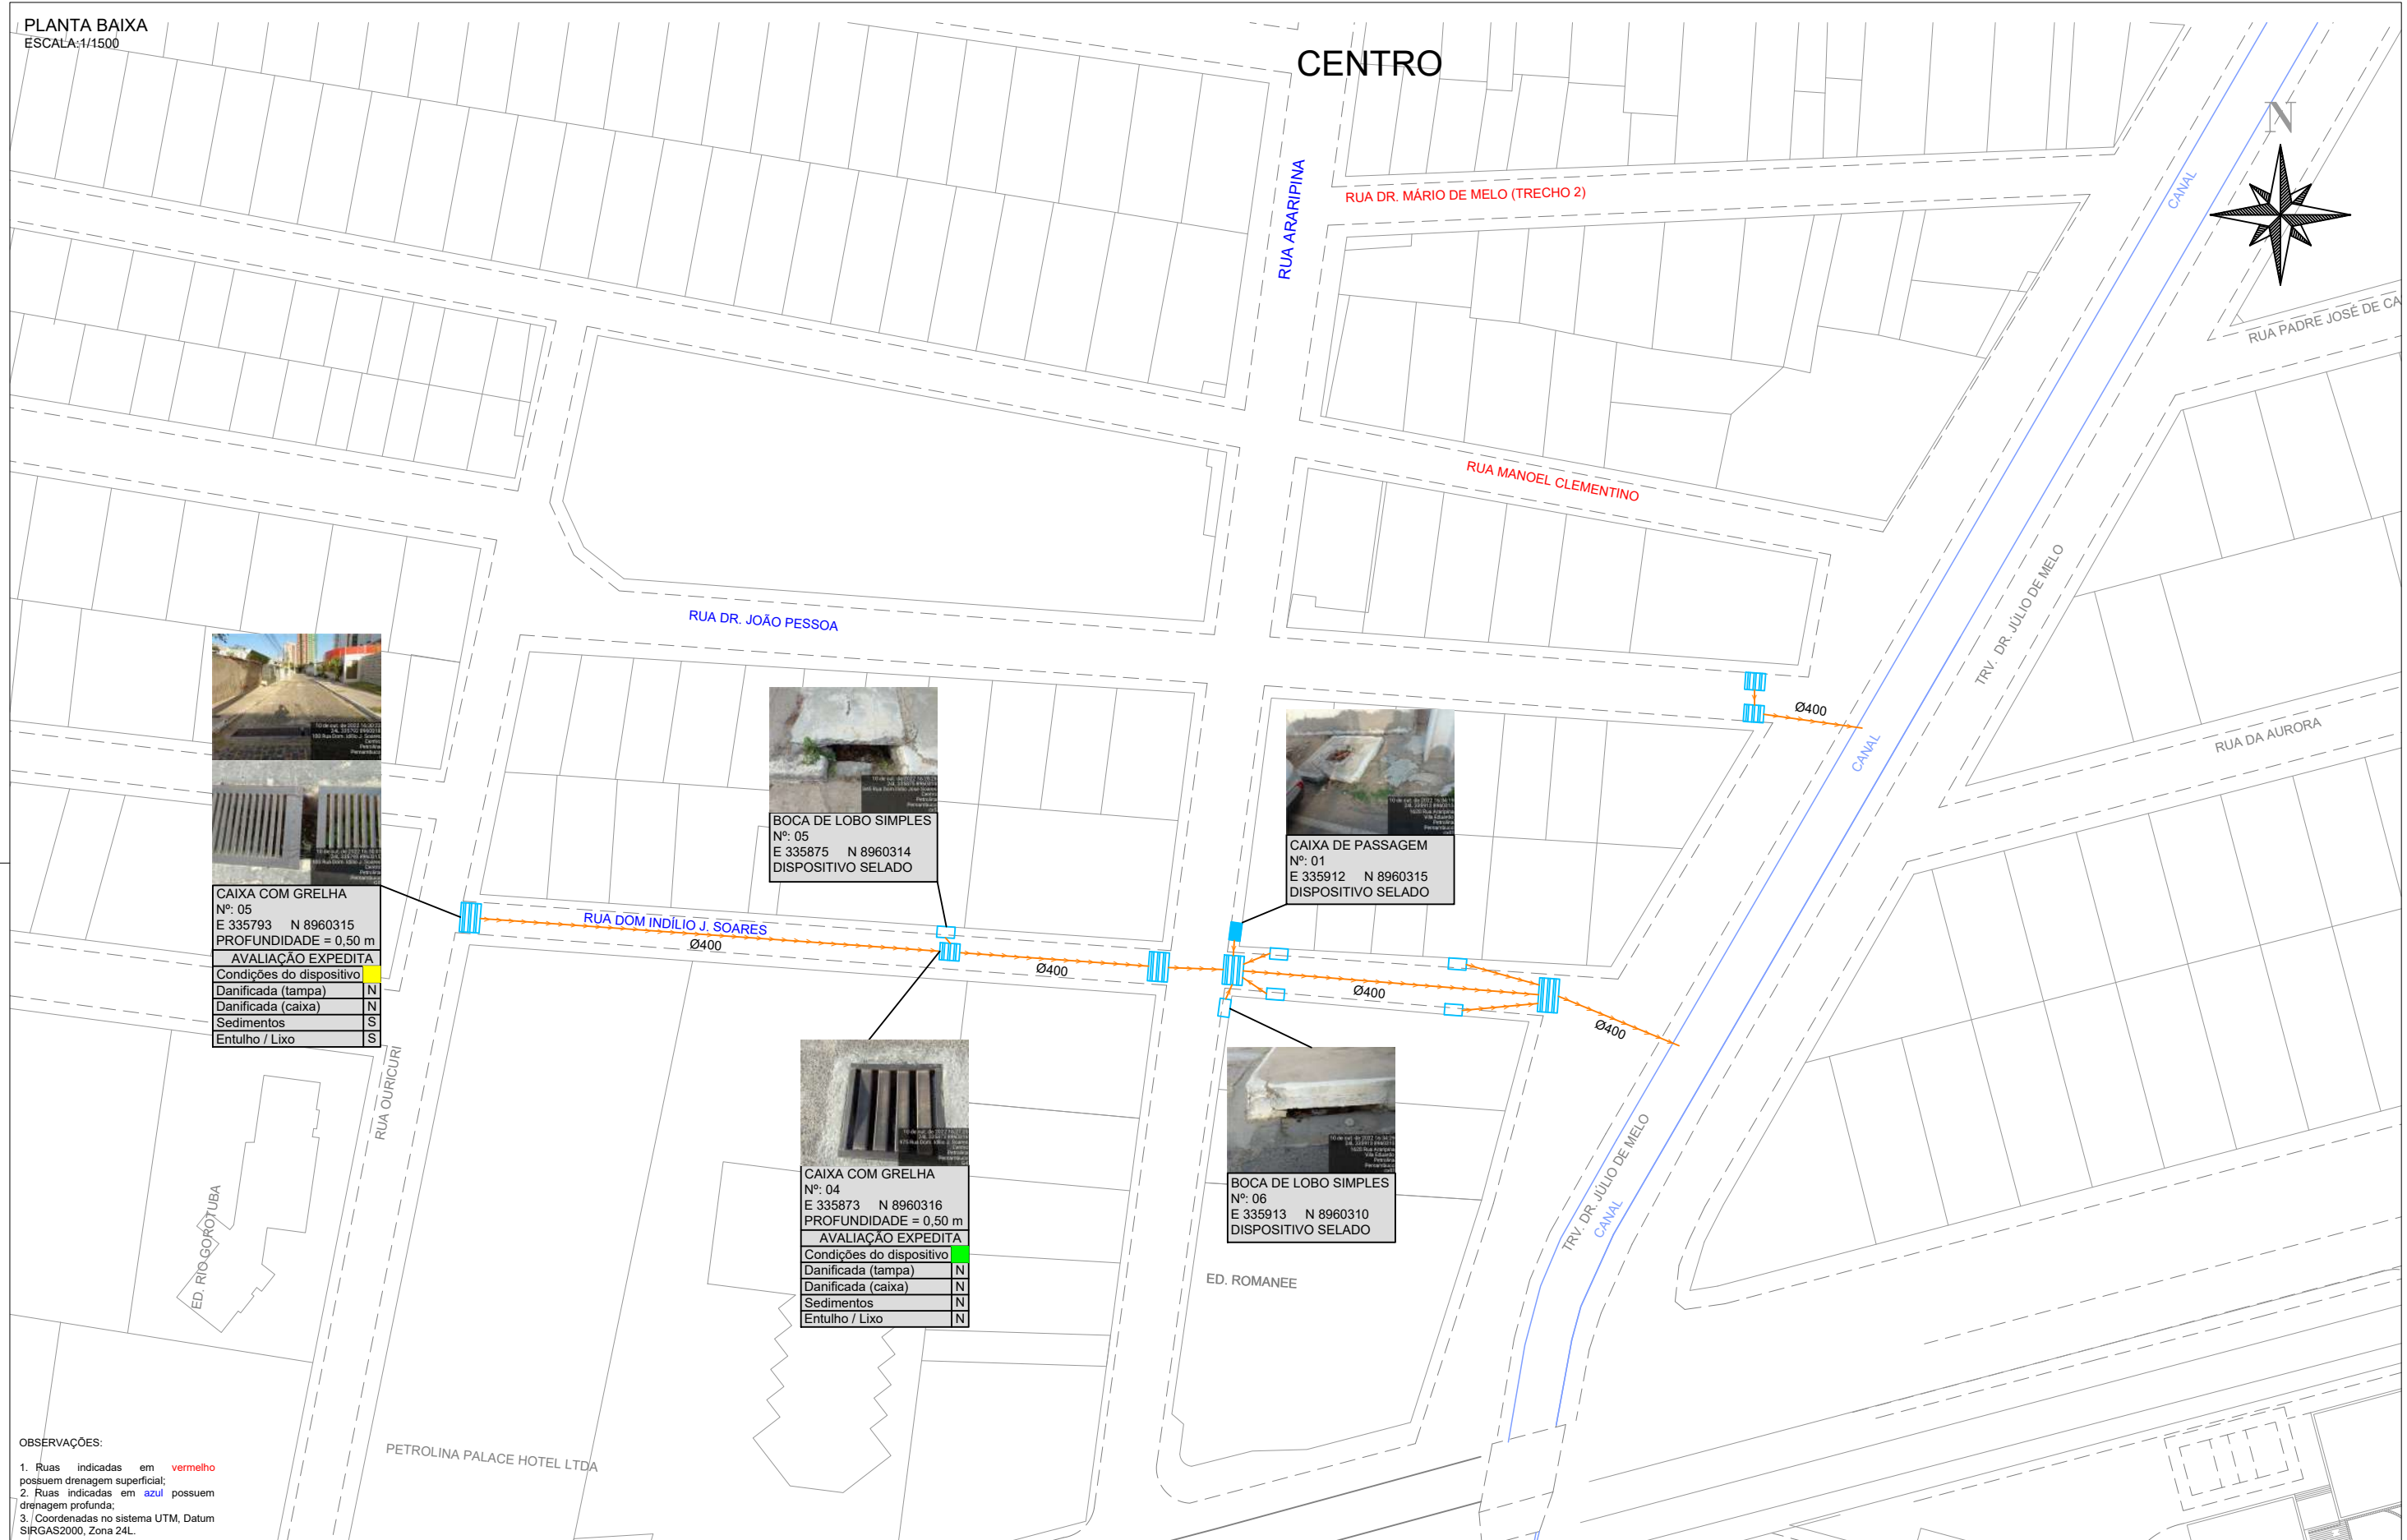 PLANTA BAIXA
ESCALA:1/1500
CENTRO
N
RUA ARARIPINA
RUA DR. MÁRIO DE MELO (TRECHO 2)
CANAL
RUA PADRE JOSÉ DE CA
RUA MANOEL CLEMENTINO
TRV. DR. JÚLIO DE MELO
RUA DR. JOÃO PESSOA
Ø400
RUA DA AURORA
CANAL
BOCA DE LOBO SIMPLES
Nº: 05
E 335875 N 8960314
DISPOSITIVO SELADO
CAIXA DE PASSAGEM
Nº: 01
E 335912 N 8960315
DISPOSITIVO SELADO
CAIXA COM GRELHA
Nº: 05
E 335793 N 8960315
PROFUNDIDADE = 0,50 m
AVALIAÇÃO EXPEDITA
Condições do dispositivo
Danificada (tampa) N
Danificada (caixa) N
Sedimentos S
Entulho / Lixo S
RUA DOM INDÍLIO J. SOARES
Ø400
Ø400
Ø400
Ø400
RUA OURICURI
CAIXA COM GRELHA
Nº: 04
E 335873 N 8960316
PROFUNDIDADE = 0,50 m
AVALIAÇÃO EXPEDITA
Condições do dispositivo
Danificada (tampa) N
Danificada (caixa) N
Sedimentos N
Entulho / Lixo N
BOCA DE LOBO SIMPLES
Nº: 06
E 335913 N 8960310
DISPOSITIVO SELADO
TRV. DR. JÚLIO DE MELO
CANAL
ED. RIO GOROTUBA
ED. ROMANEE
PETROLINA PALACE HOTEL LTDA
OBSERVAÇÕES:
1. Ruas indicadas em vermelho
possuem drenagem superficial;
2. Ruas indicadas em azul possuem
drenagem profunda;
3. Coordenadas no sistema UTM, Datum
SIRGAS2000, Zona 24L.